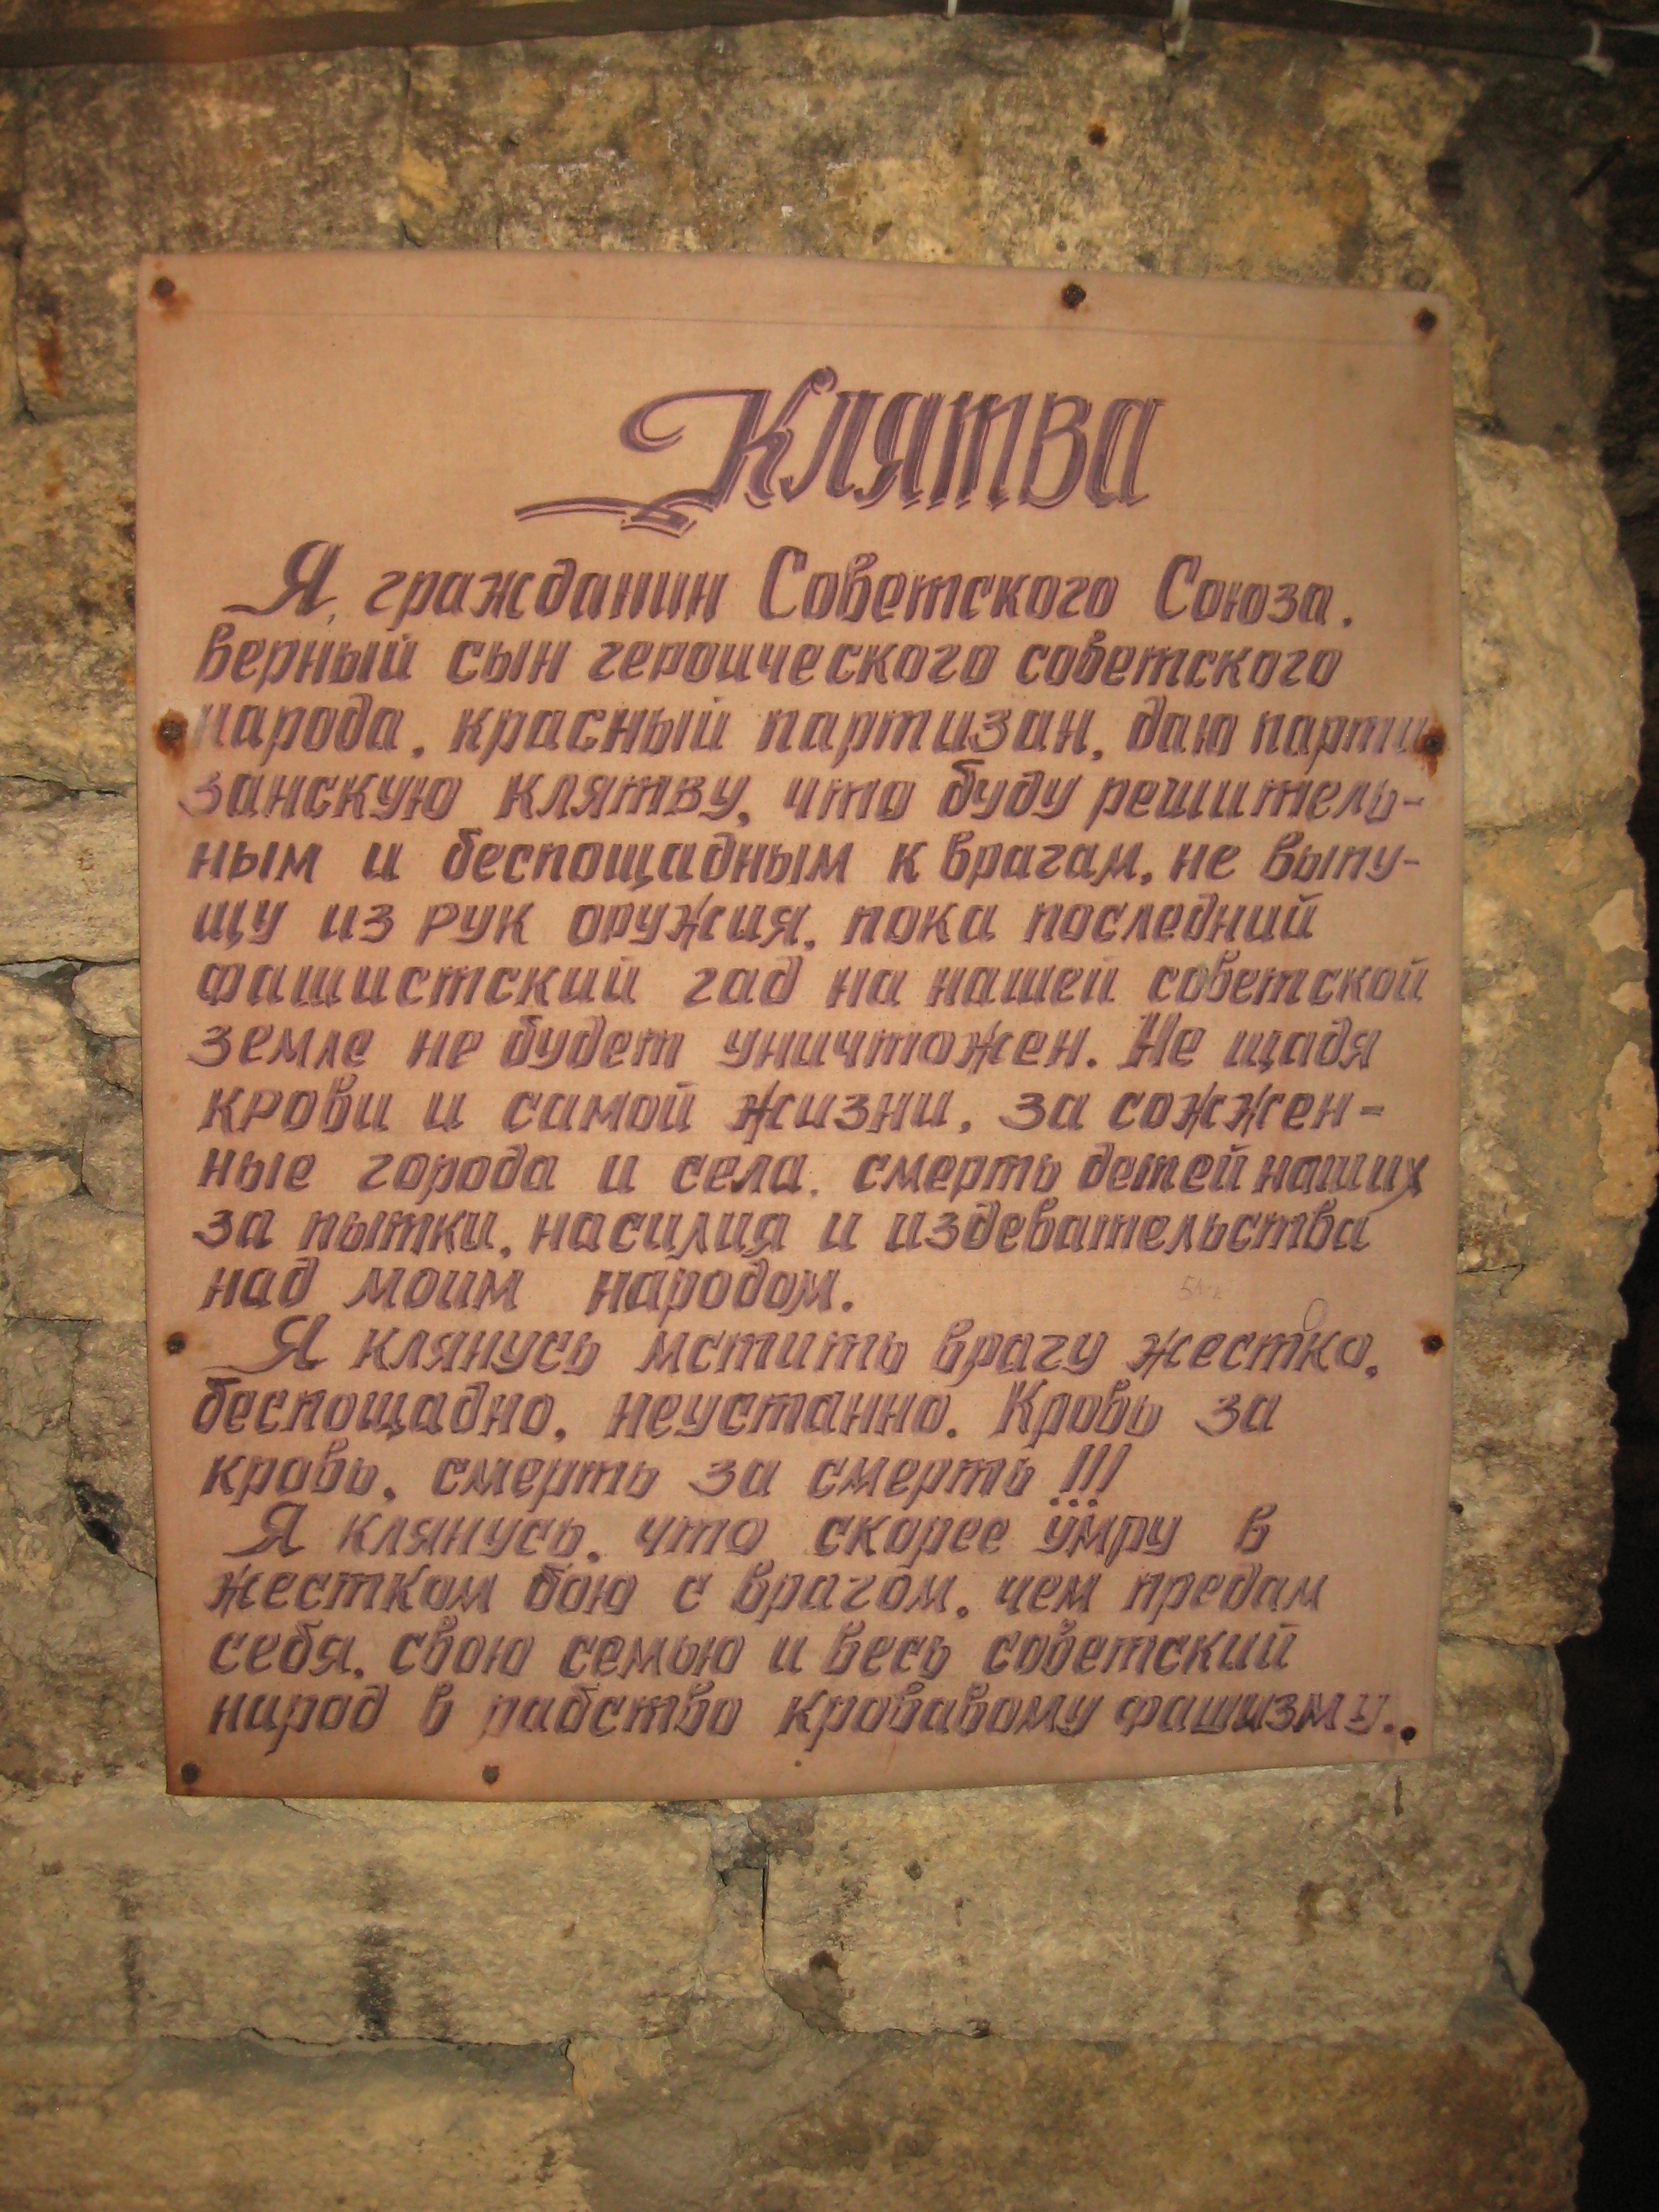 Клятва
Я, гражданин Советского Союза,
верный сын героического советского
народа, красный партизан, даю парти
занскую клятву, что буду решитель-
ным и беспощадным к врагам, не выпу-
щу из рук оружия, пока последний
фашистский гад на нашей советской
земле не будет уничтожен. Не щадя
крови и самой жизни, за сожжен-
ные города и села, смерть детей наших
за пытки, насилия и издевательства
над моим народом.
Я клянусь мстить врагу жестко,
беспощадно, неустанно. Кровь за
кровь, смерть за смерть!!!
Я клянусь, что скорее умру в
жестком бою с врагом, чем предам
себя, свою семью и весь советский
народ в рабство кровавому фашизму.